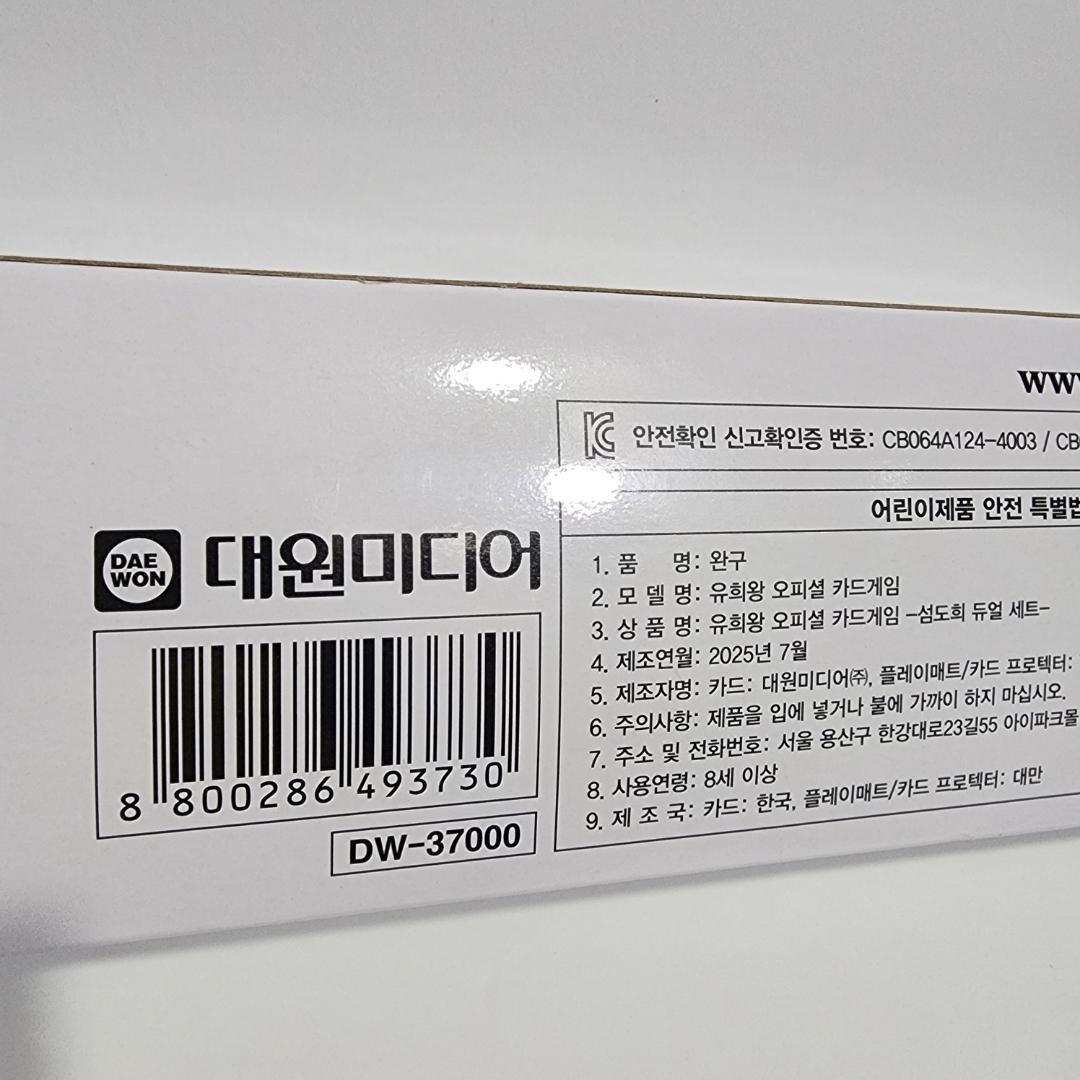 WWW
안전확인 신고확인증 번호: CB064A124-4003 / CB
어린이제품 안전 특별법
DAE
WON
대원미디어
1. 품 명: 완구
2. 모 델 명: 유희왕 오피셜 카드게임
3. 상 품 명: 유희왕 오피셜 카드게임 -섬도희 듀얼 세트-
4. 제조연월: 2025년 7월
5. 제조자명: 카드: 대원미디어㈜, 플레이매트/카드 프로텍터:
6. 주의사항: 제품을 입에 넣거나 불에 가까이 하지 마십시오.
7. 주소 및 전화번호: 서울 용산구 한강대로23길55 아이파크몰
8. 사용연령: 8세 이상
9. 제 조 국: 카드: 한국, 플레이매트/카드 프로텍터: 대만
8 800286 493730
DW-37000